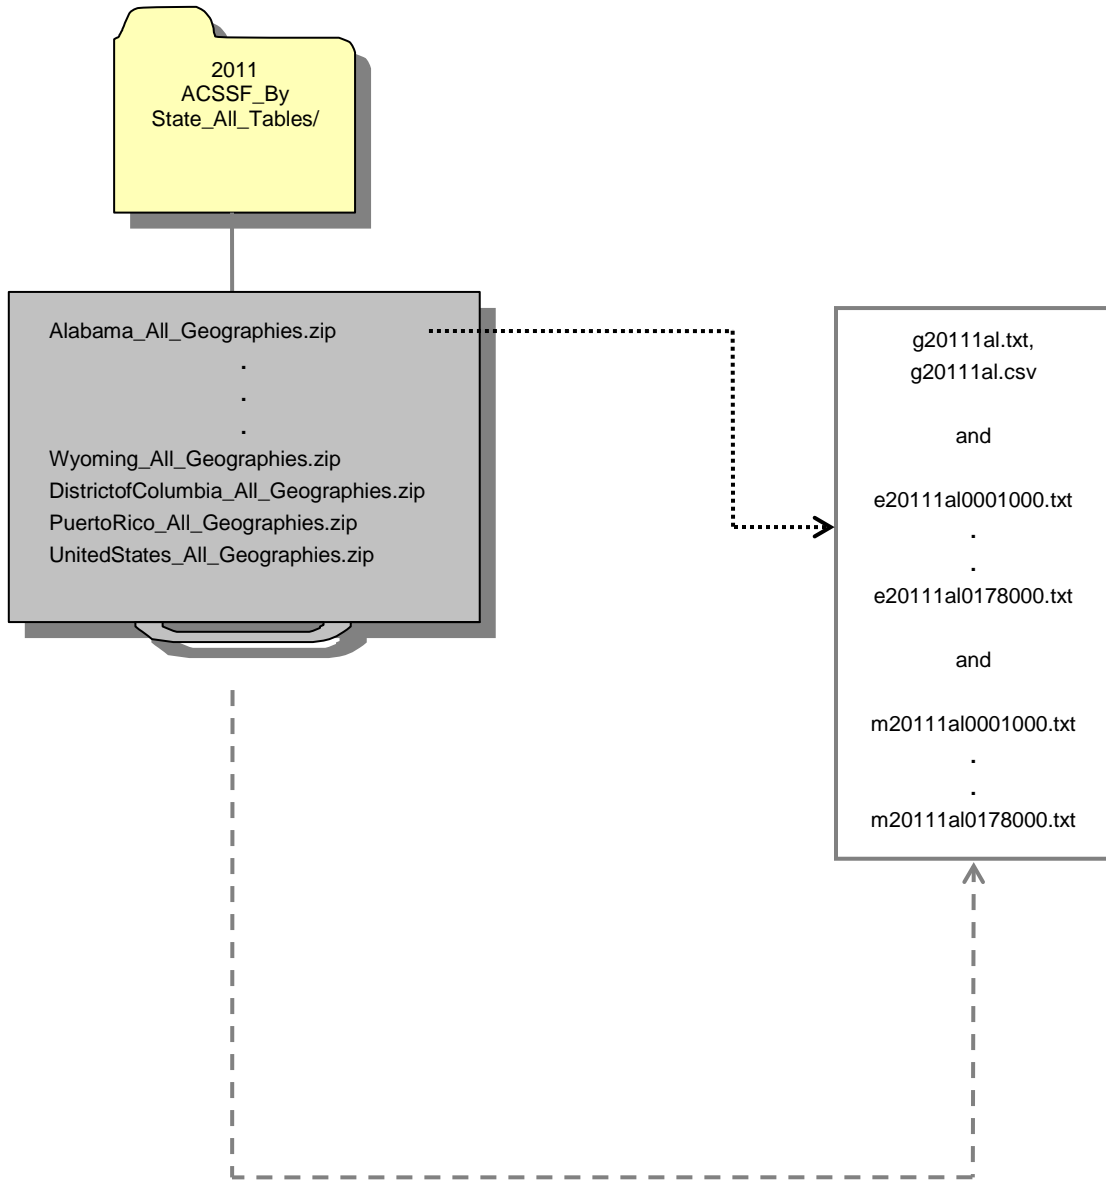 2011
ACSSF_By
State_All_Tables/
Alabama_All_Geographies.zip
.
.
.
Wyoming_All_Geographies.zip
DistrictofColumbia_All_Geographies.zip
PuertoRico_All_Geographies.zip
UnitedStates_All_Geographies.zip
g20111al.txt,
g20111al.csv
and
e20111al0001000.txt
.
.
e20111al0178000.txt
and
m20111al0001000.txt
.
.
m20111al0178000.txt